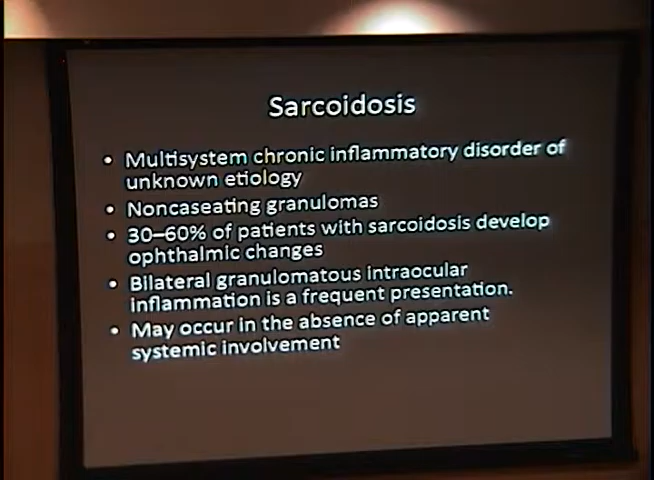 Sarcoidosis
• Multisystem chronic inflammatory disorder of
unknown etiology
• Noncaseating granulomas
• 30–60% of patients with sarcoidosis develop
ophthalmic changes
• Bilateral granulomatous intraocular
inflammation is a frequent presentation.
• May occur in the absence of apparent
systemic involvement